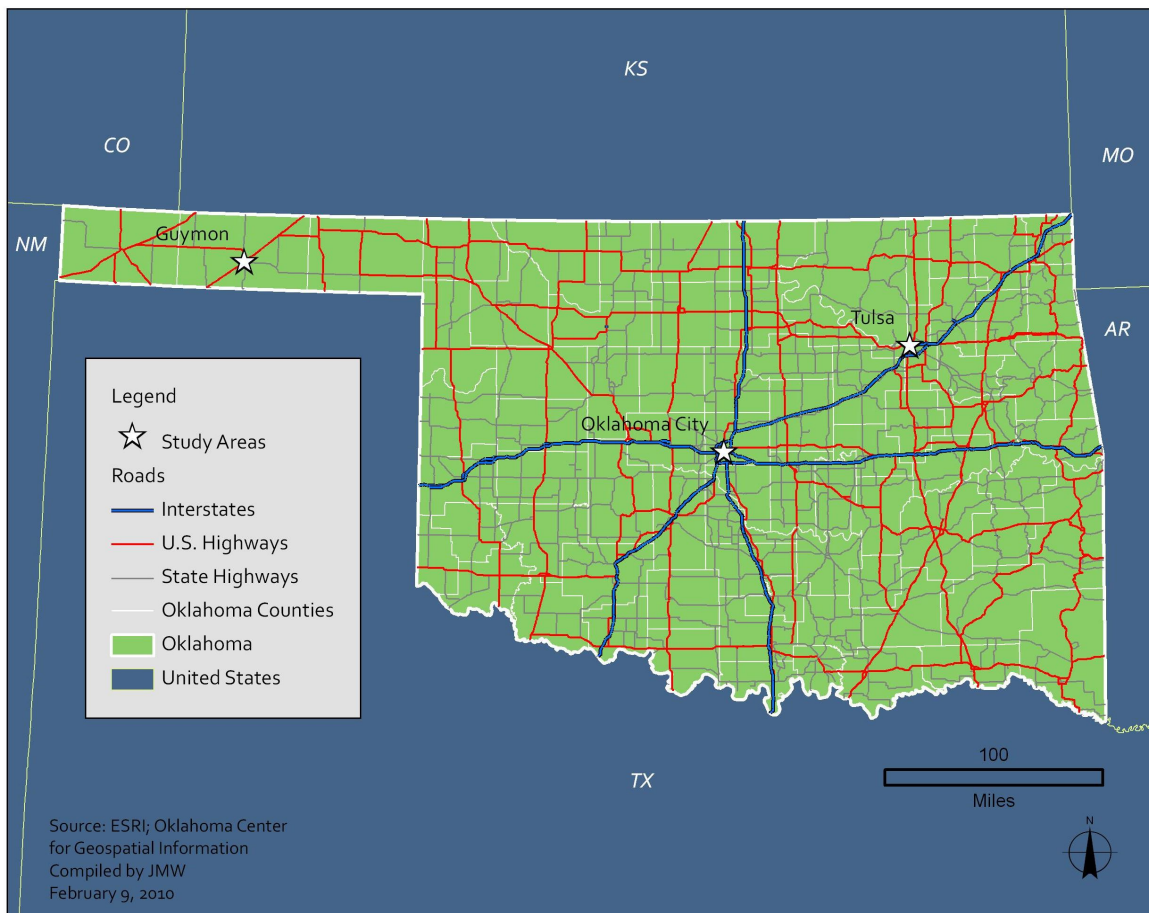 KS
CO
MO
NM
Guymon
Tulsa
AR
Oklahoma City
Legend
Study Areas
Roads
Interstates
U.S. Highways
State Highways
Oklahoma Counties
Oklahoma
United States
TX
100
Miles
N
Source: ESRI; Oklahoma Center
for Geospatial Information
Compiled by JMW
February 9, 2010